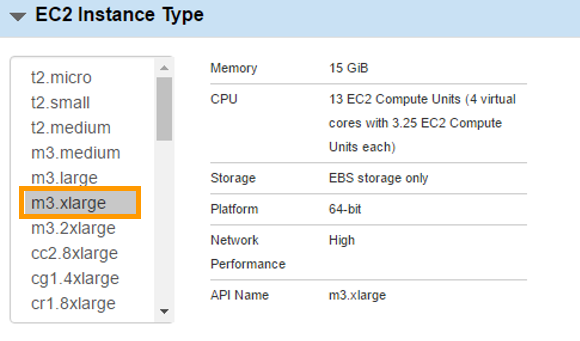 EC2 Instance Type
t2.micro
t2.small
t2.medium
m3.medium
m3.large
m3.xlarge
m3.2xlarge
cc2.8xlarge
cg1.4xlarge
cr1.8xlarge
Memory 15 GiB
CPU 13 EC2 Compute Units (4 virtual
cores with 3.25 EC2 Compute
Units each)
Storage EBS storage only
Platform 64-bit
Network High
Performance
API Name m3.xlarge